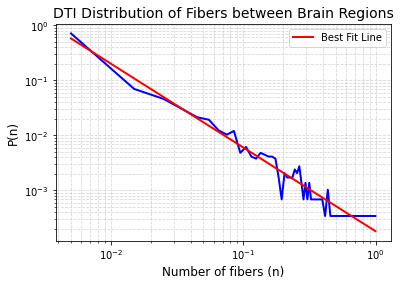 DTI Distribution of Fibers between Brain Regions
Best Fit Line
P(n)
10⁰
10⁻¹
10⁻²
10⁻³
10⁻²
10⁻¹
10⁰
Number of fibers (n)